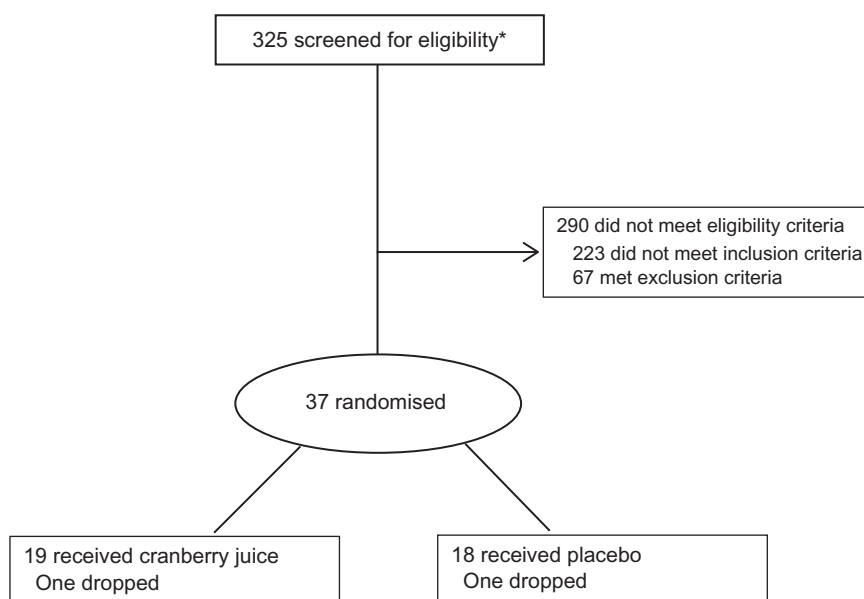 325 screened for eligibility*
290 did not meet eligibility criteria
223 did not meet inclusion criteria
67 met exclusion criteria
37 randomised
19 received cranberry juice
One dropped
18 received placebo
One dropped